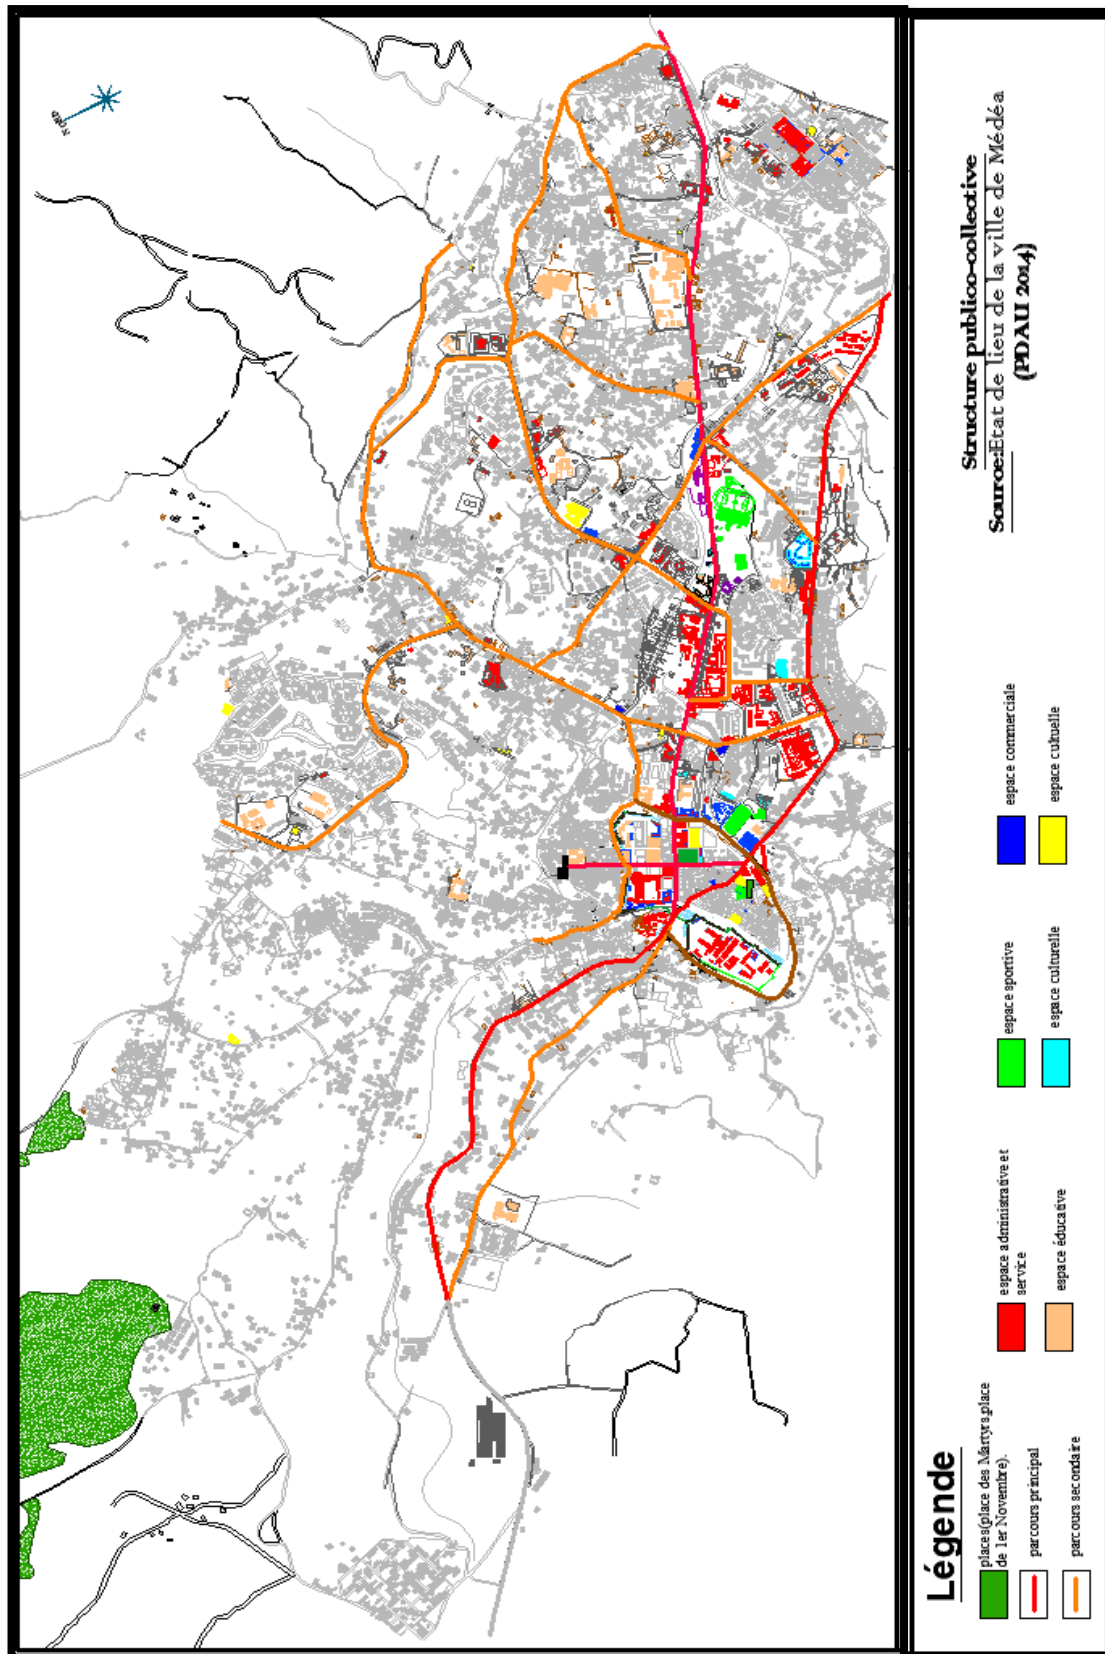 NORD
Structure publico-collective
Source:Etat de lieu de la ville de Médéa
(PDAU 2014)
Légende
places(place des Martyrs,place
de 1er Novembre).
parcours principal
parcours secondaire
espace administrative et
service
espace éducative
espace sportive
espace culturelle
espace commerciale
espace cultuelle